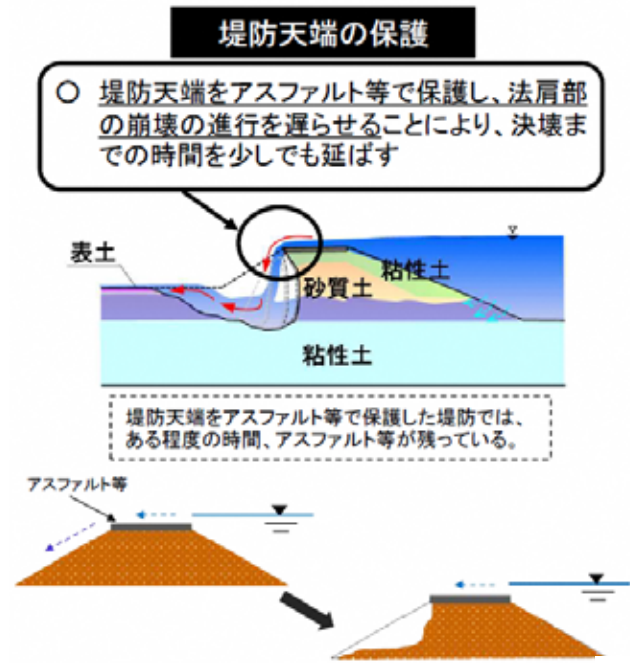 堤防天端の保護
○ 堤防天端をアスファルト等で保護し、法肩部
の崩壊の進行を遅らせることにより、決壊ま
での時間を少しでも延ばす
表土
粘性土
砂質土
粘性土
堤防天端をアスファルト等で保護した堤防では、
ある程度の時間、アスファルト等が残っている。
アスファルト等